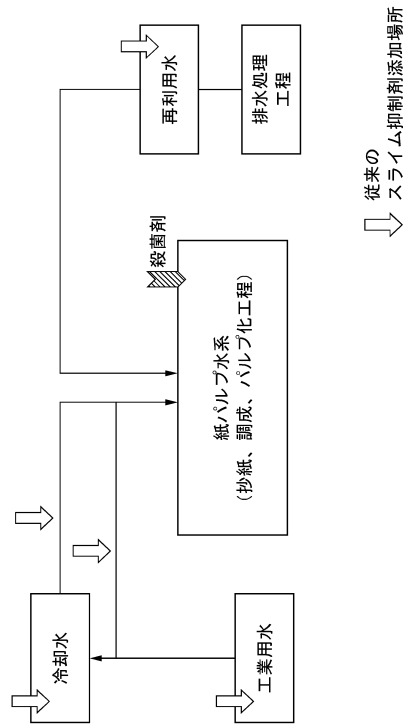 冷却水
工業用水
紙パルプ水系
(抄紙、調成、パルプ化工程)
殺菌剤
再利用水
排水処理
工程
従来の
スライム抑制剤添加場所